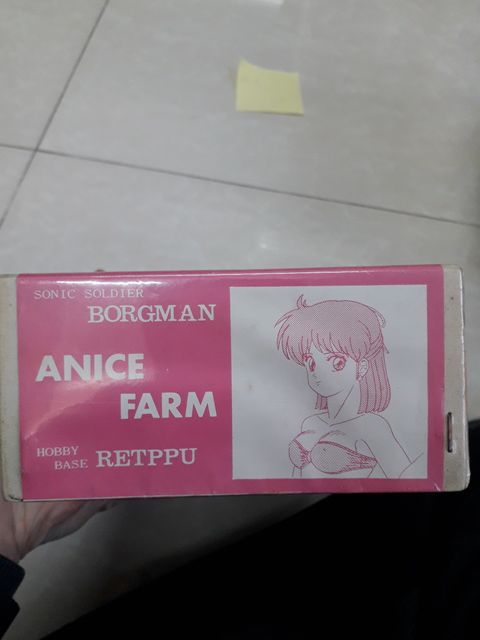 SONIC SOLDIER
BORGMAN
ANICE
FARM
HOBBY
BASE RETPPU